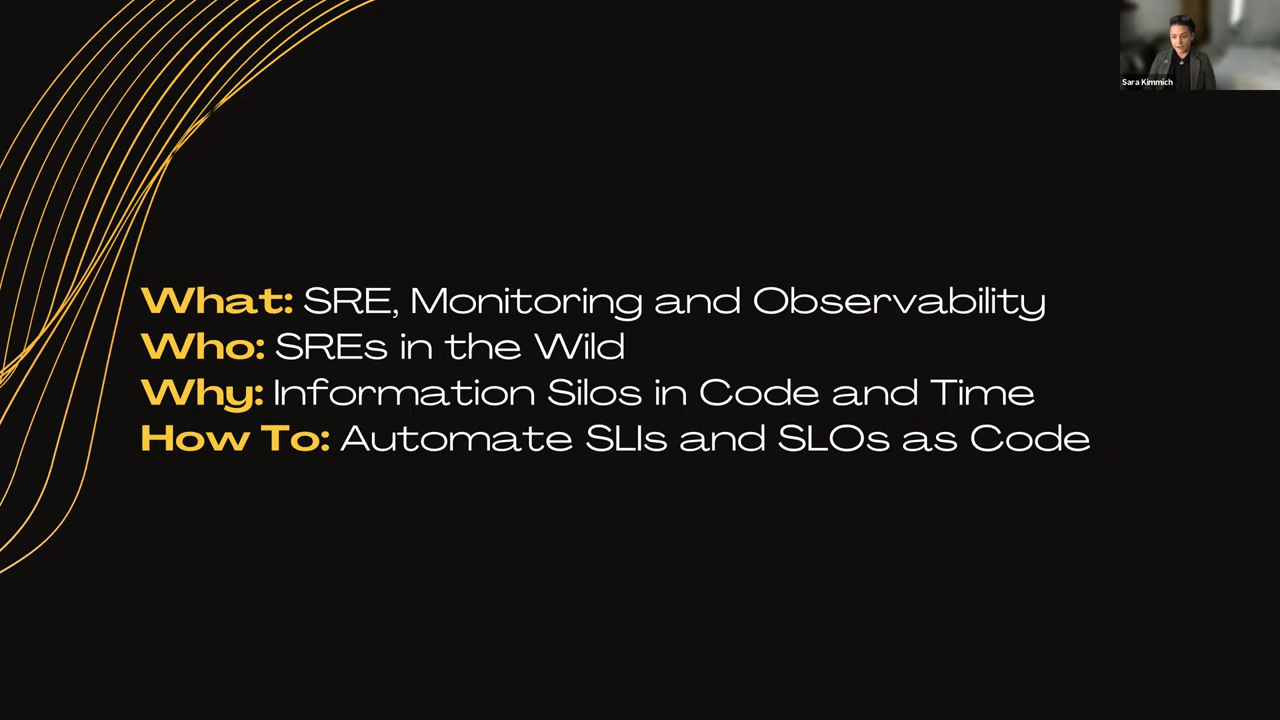 Sara Kimmich
What: SRE, Monitoring and Observability
Who: SREs in the Wild
Why: Information Silos in Code and Time
How To: Automate SLIs and SLOs as Code